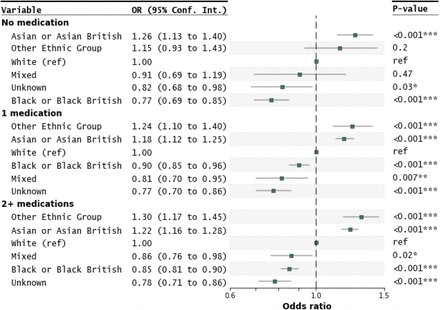 Variable OR (95% Conf. Int.) P-value
No medication
Asian or Asian British 1.26 (1.13 to 1.40) <0.001***
Other Ethnic Group 1.15 (0.93 to 1.43) 0.2
White (ref) 1.00 ref
Mixed 0.91 (0.69 to 1.19) 0.47
Unknown 0.82 (0.68 to 0.98) 0.03*
Black or Black British 0.77 (0.69 to 0.85) <0.001***
1 medication
Other Ethnic Group 1.24 (1.10 to 1.40) <0.001***
Asian or Asian British 1.18 (1.12 to 1.25) <0.001***
White (ref) 1.00 ref
Black or Black British 0.90 (0.85 to 0.96) <0.001***
Mixed 0.81 (0.70 to 0.95) 0.007**
Unknown 0.77 (0.70 to 0.86) <0.001***
2+ medications
Other Ethnic Group 1.30 (1.17 to 1.45) <0.001***
Asian or Asian British 1.22 (1.16 to 1.28) <0.001***
White (ref) 1.00 ref
Mixed 0.86 (0.76 to 0.98) 0.02*
Black or Black British 0.85 (0.81 to 0.90) <0.001***
Unknown 0.78 (0.71 to 0.86) <0.001***
0.6 1.0 1.5
Odds ratio